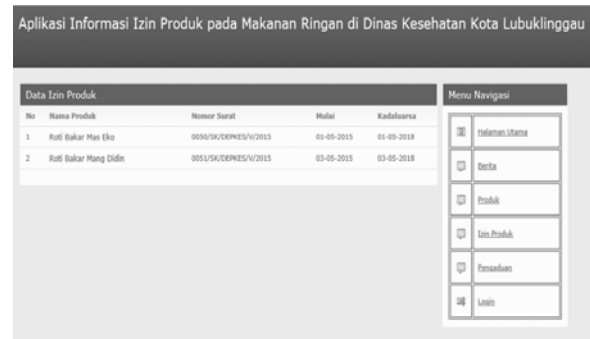 Aplikasi Informasi Izin Produk pada Makanan Ringan di Dinas Kesehatan Kota Lubuklinggau
Data Izin Produk
No Nama Produk Nomor Surat Mulai Kadaluarsa
1 Roti Bakar Mas Eko 0050/SK/DEPKES/V/2015 01-05-2015 01-05-2018
2 Roti Bakar Mang Didin 0051/SK/DEPKES/V/2015 03-05-2015 03-05-2018
Menu Navigasi
Halaman Utama
Berita
Produk
Izin Produk
Pengaduan
Login